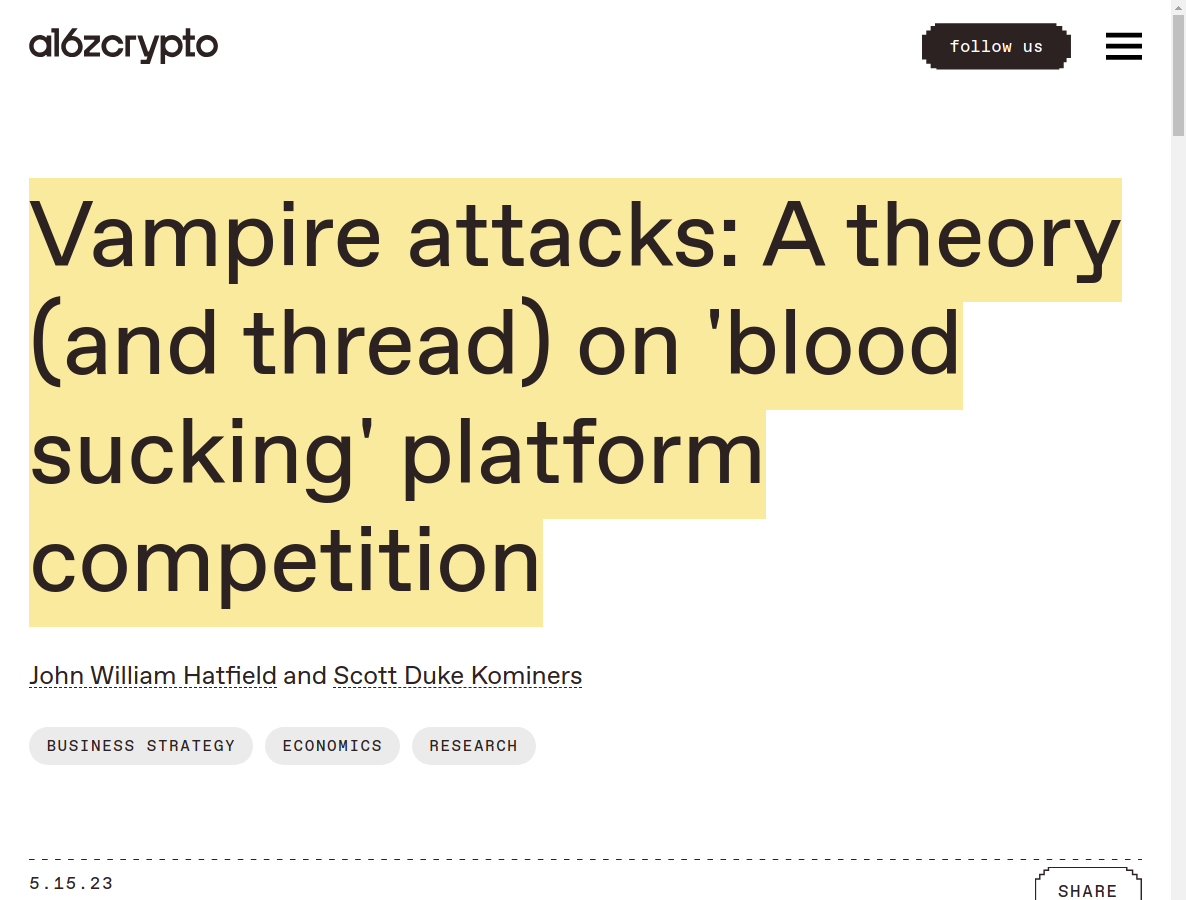 a16zcrypto
follow us
Vampire attacks: A theory
(and thread) on 'blood
sucking' platform
competition
John William Hatfield and Scott Duke Kominers
BUSINESS STRATEGY ECONOMICS RESEARCH
5.15.23
SHARE